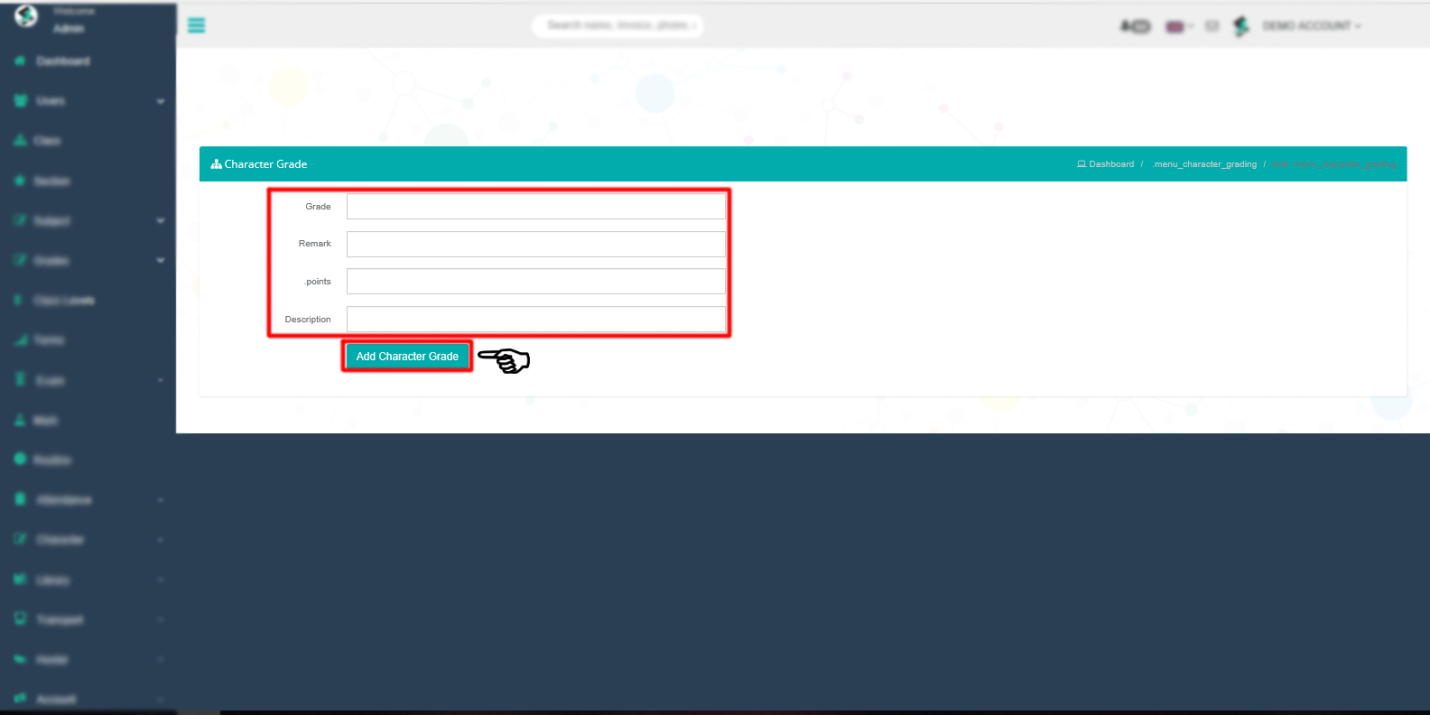 Welcome
Admin
Dashboard
Users
Class
Section
Subject
Grades
Class Levels
Terms
Exam
Mark
Routine
Attendance
Character
Library
Transport
Hostel
Account
Search name, invoice, phone,
DEMO ACCOUNT
Character Grade
Dashboard / .menu_character_grading /
Grade
Remark
.points
Description
Add Character Grade